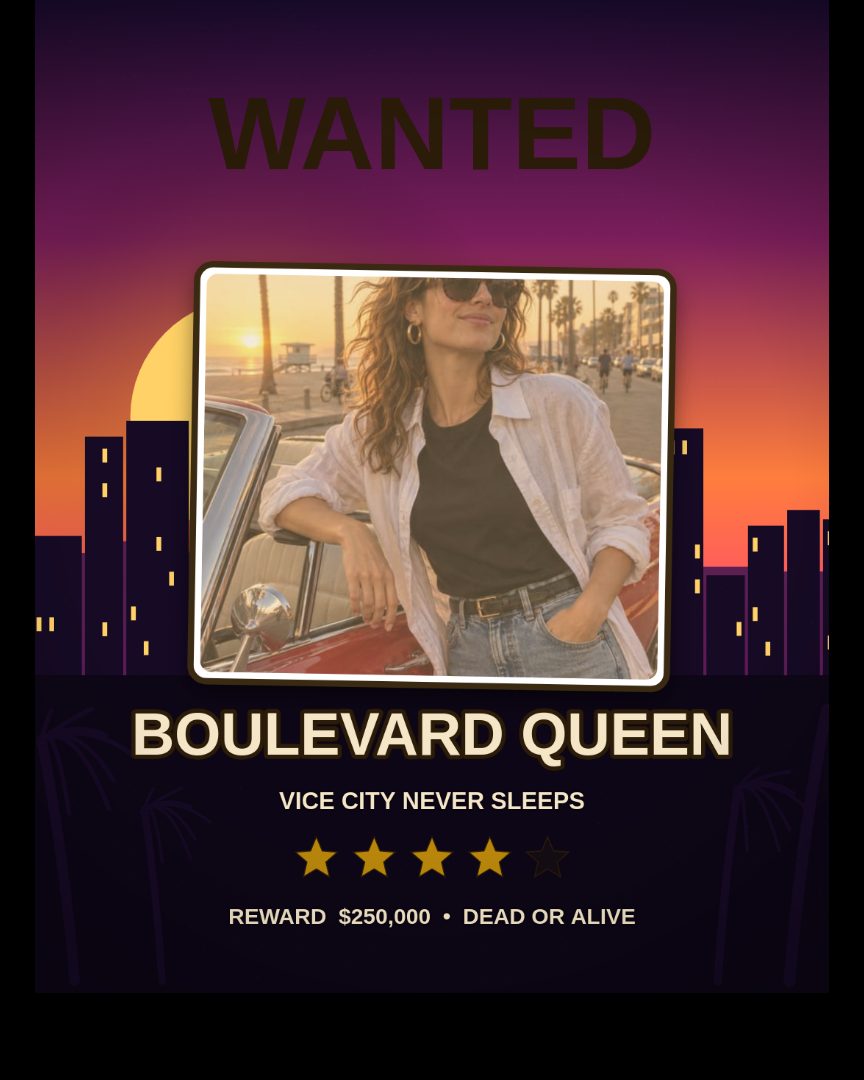 WANTED
BOULEVARD QUEEN
VICE CITY NEVER SLEEPS
REWARD $250,000 • DEAD OR ALIVE